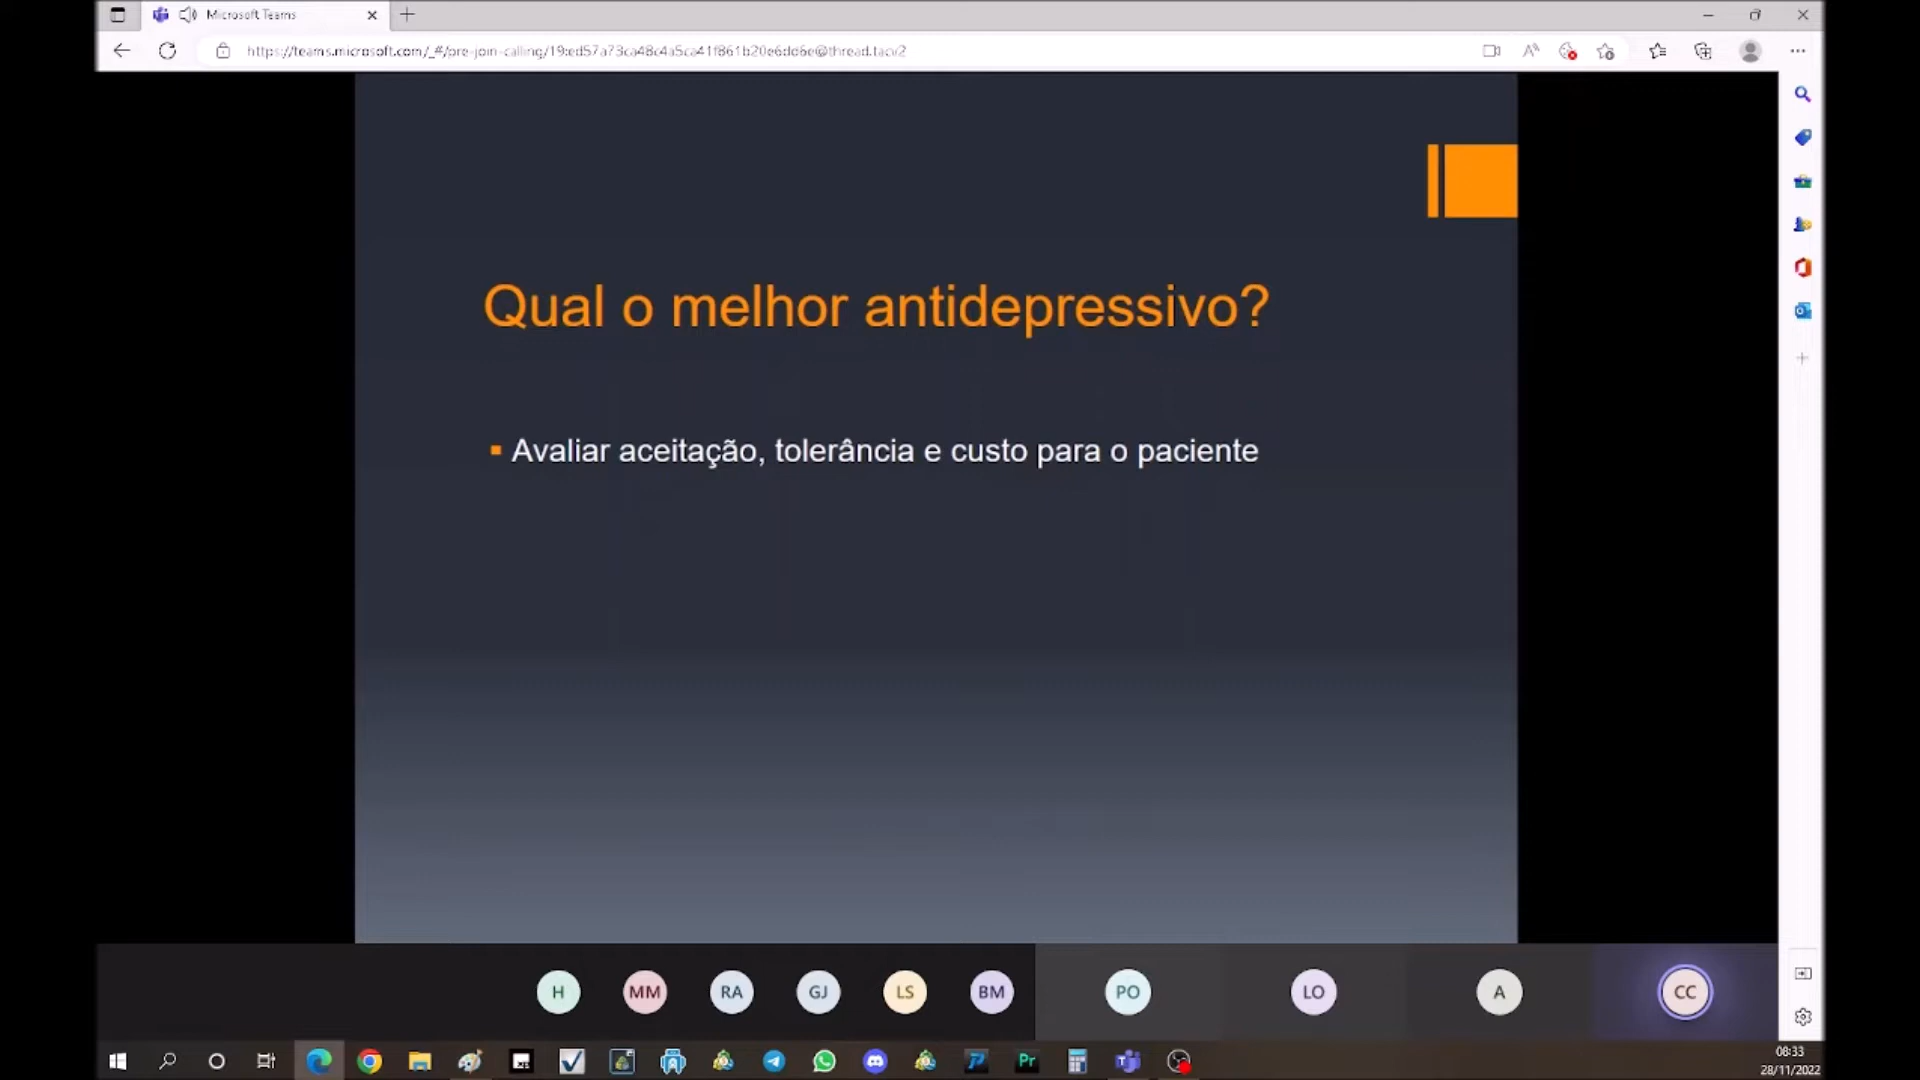 Microsoft Teams
Qual o melhor antidepressivo?
Avaliar aceitação, tolerância e custo para o paciente
H MM RA GJ LS BM PO LO A CC
Pr
08:33
28/11/2022